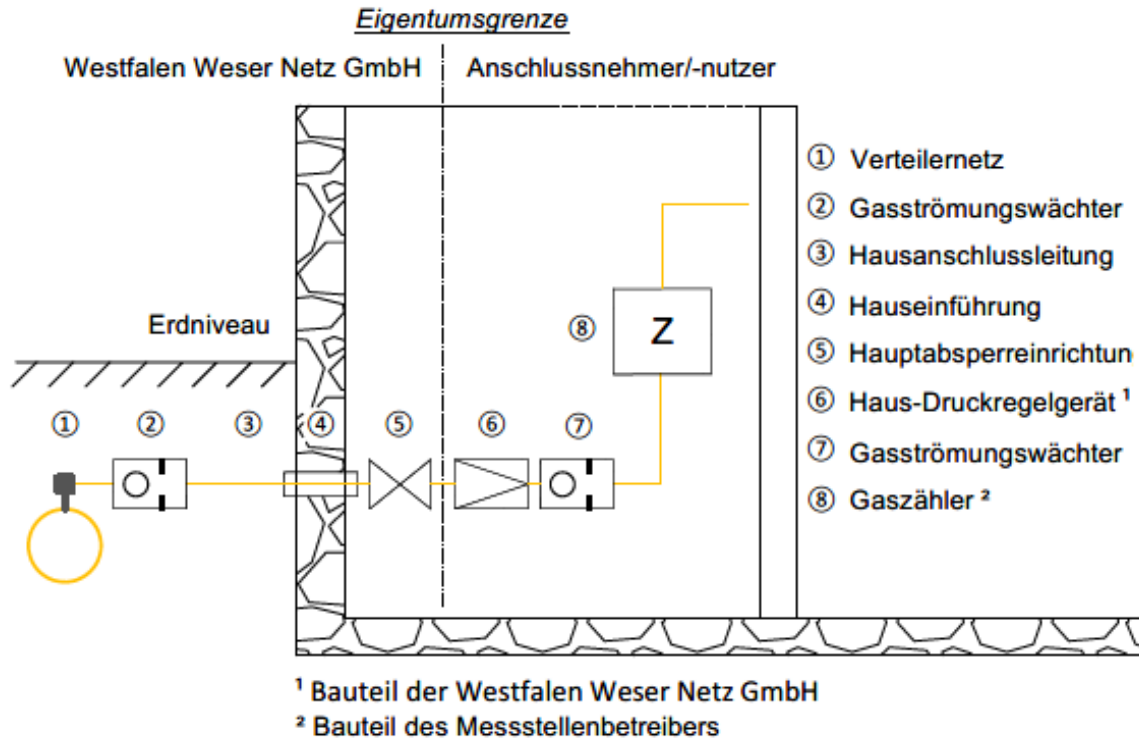 Eigentumsgrenze
Westfalen Weser Netz GmbH
Anschlussnehmer/-nutzer
① Verteilernetz
② Gasströmungswächter
③ Hausanschlussleitung
④ Hauseinführung
⑤ Hauptabsperreinrichtun
⑥ Haus-Druckregelgerät ¹
⑦ Gasströmungswächter
⑧ Gaszähler ²
Erdniveau
⑧ Z
① ② ③ ④ ⑤ ⑥ ⑦
¹ Bauteil der Westfalen Weser Netz GmbH
² Bauteil des Messstellenbetreibers